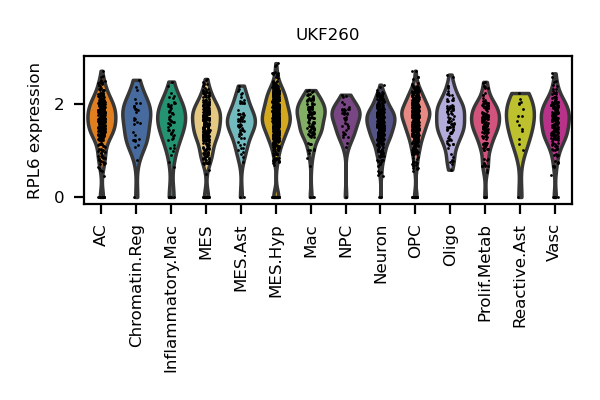 UKF260
RPL6 expression
2
0
AC
Chromatin.Reg
Inflammatory.Mac
MES
MES.Ast
MES.Hyp
Mac
NPC
Neuron
OPC
Oligo
Prolif.Metab
Reactive.Ast
Vasc